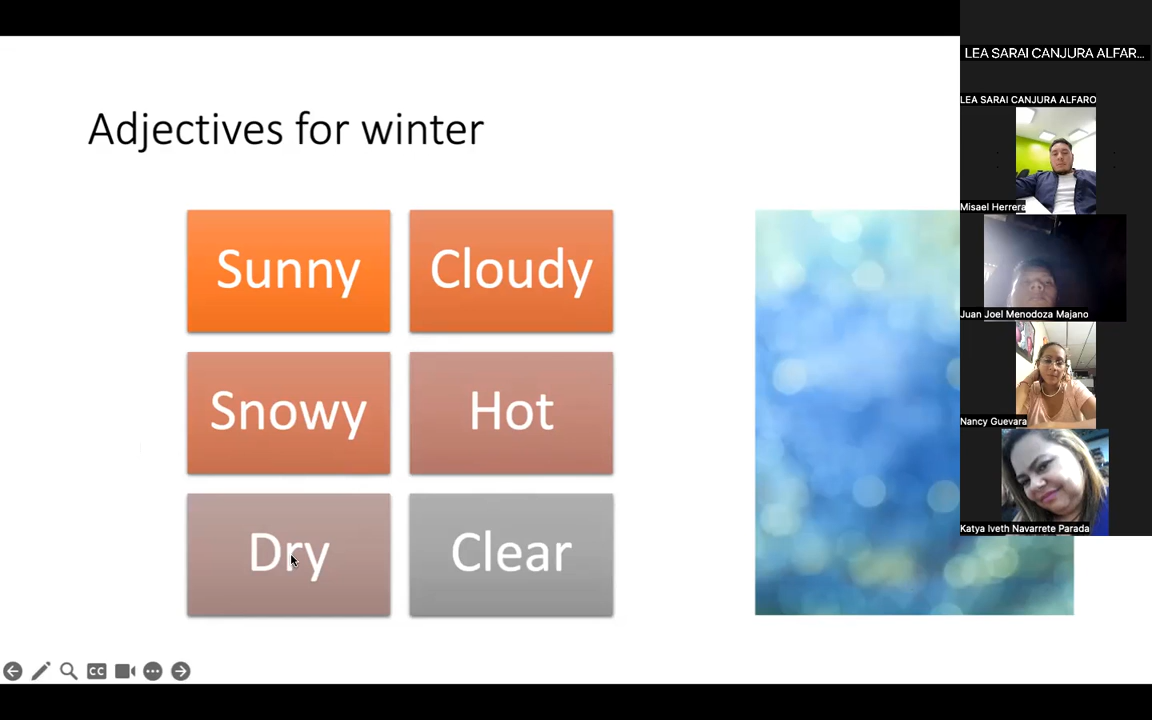 LEA SARAI CANJURA ALFAR...
LEA SARAI CANJURA ALFARO
Adjectives for winter
Misael Herrera
Sunny
Cloudy
Juan Joel Menodoza Majano
Snowy
Hot
Nancy Guevara
Dry
Clear
Katya Iveth Navarrete Parada
CC